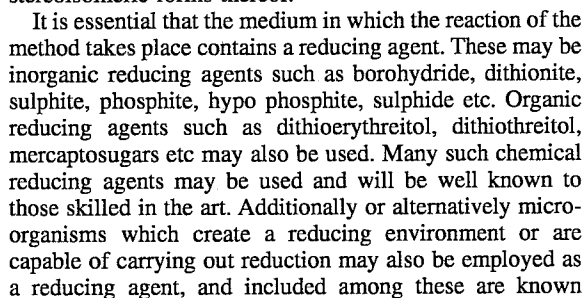 It is essential that the medium in which the reaction of the
method takes place contains a reducing agent. These may be
inorganic reducing agents such as borohydride, dithionite,
sulphite, phosphite, hypo phosphite, sulphide etc. Organic
reducing agents such as dithioerythreitol, dithiothreitol,
mercaptosugars etc may also be used. Many such chemical
reducing agents may be used and will be well known to
those skilled in the art. Additionally or alternatively micro-
organisms which create a reducing environment or are
capable of carrying out reduction may also be employed as
a reducing agent, and included among these are known